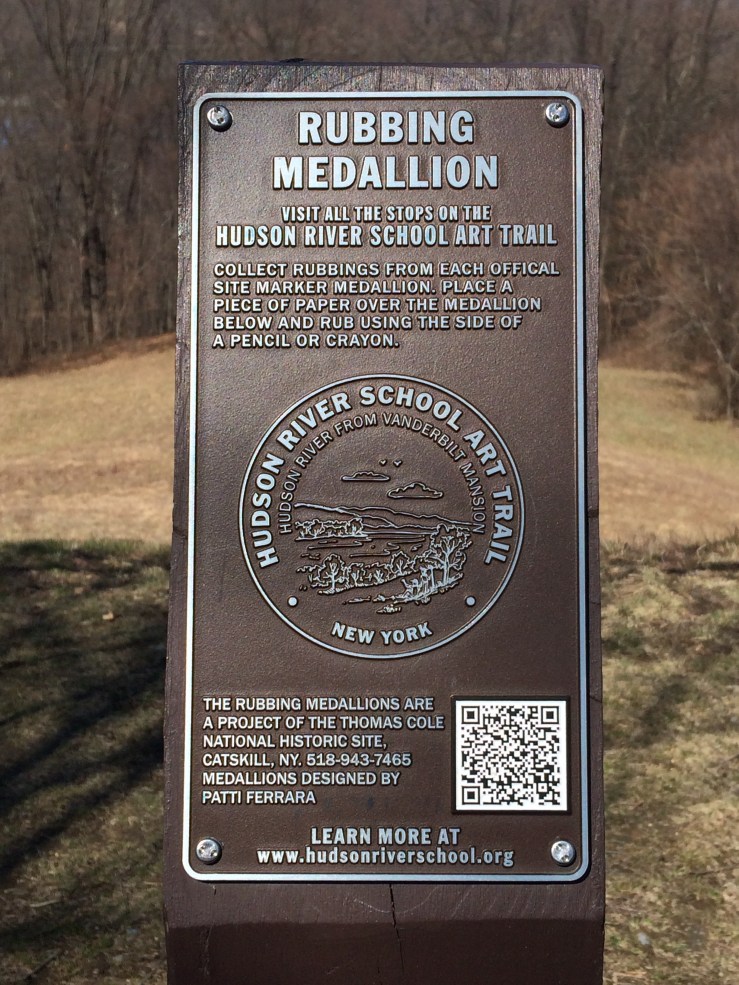 RUBBING
MEDALLION
VISIT ALL THE STOPS ON THE
HUDSON RIVER SCHOOL ART TRAIL
COLLECT RUBBINGS FROM EACH OFFICAL
SITE MARKER MEDALLION. PLACE A
PIECE OF PAPER OVER THE MEDALLION
BELOW AND RUB USING THE SIDE OF
A PENCIL OR CRAYON.
HUDSON RIVER SCHOOL ART TRAIL
HUDSON RIVER FROM VANDERBILT MANSION
NEW YORK
THE RUBBING MEDALLIONS ARE
A PROJECT OF THE THOMAS COLE
NATIONAL HISTORIC SITE,
CATSKILL, NY. 518-943-7465
MEDALLIONS DESIGNED BY
PATTI FERRARA
LEARN MORE AT
www.hudsonriverschool.org